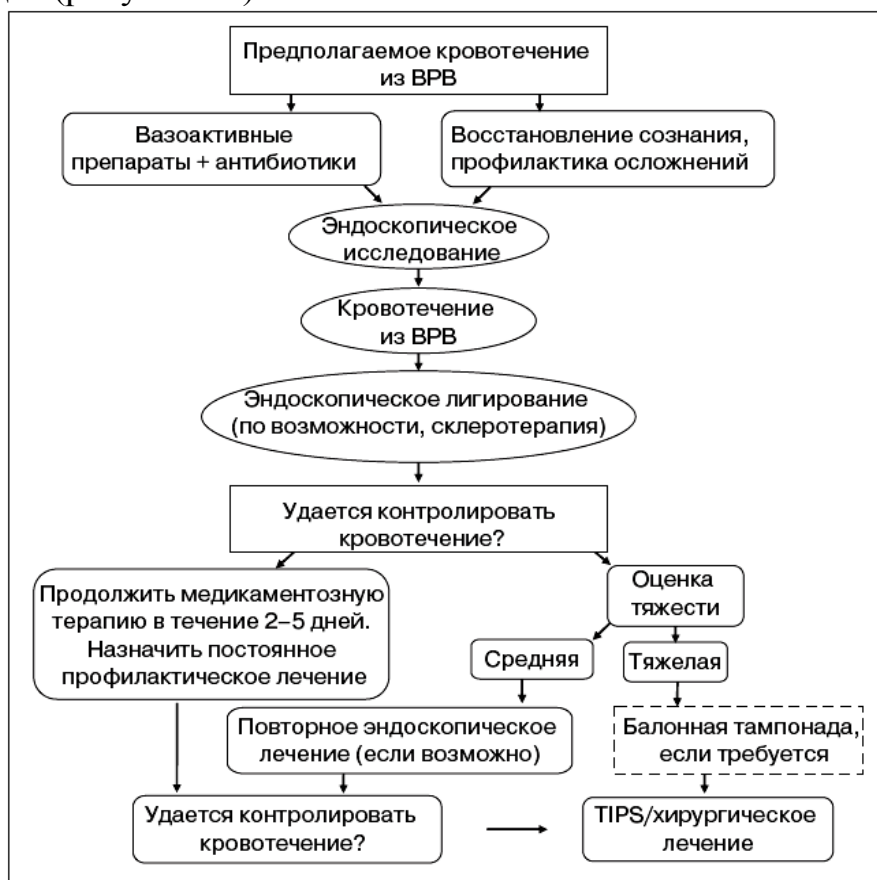 Предполагаемое кровотечение
из ВРВ
Вазоактивные
препараты + антибиотики
Восстановление сознания,
профилактика осложнений
Эндоскопическое
исследование
Кровотечение
из ВРВ
Эндоскопическое лигирование
(по возможности, склеротерапия)
Удается контролировать
кровотечение?
Продолжить медикаментозную
терапию в течение 2–5 дней.
Назначить постоянное
профилактическое лечение
Оценка
тяжести
Средняя
Тяжелая
Повторное эндоскопическое
лечение (если возможно)
Балонная тампонада,
если требуется
Удается контролировать
кровотечение?
TIPS/хирургическое
лечение